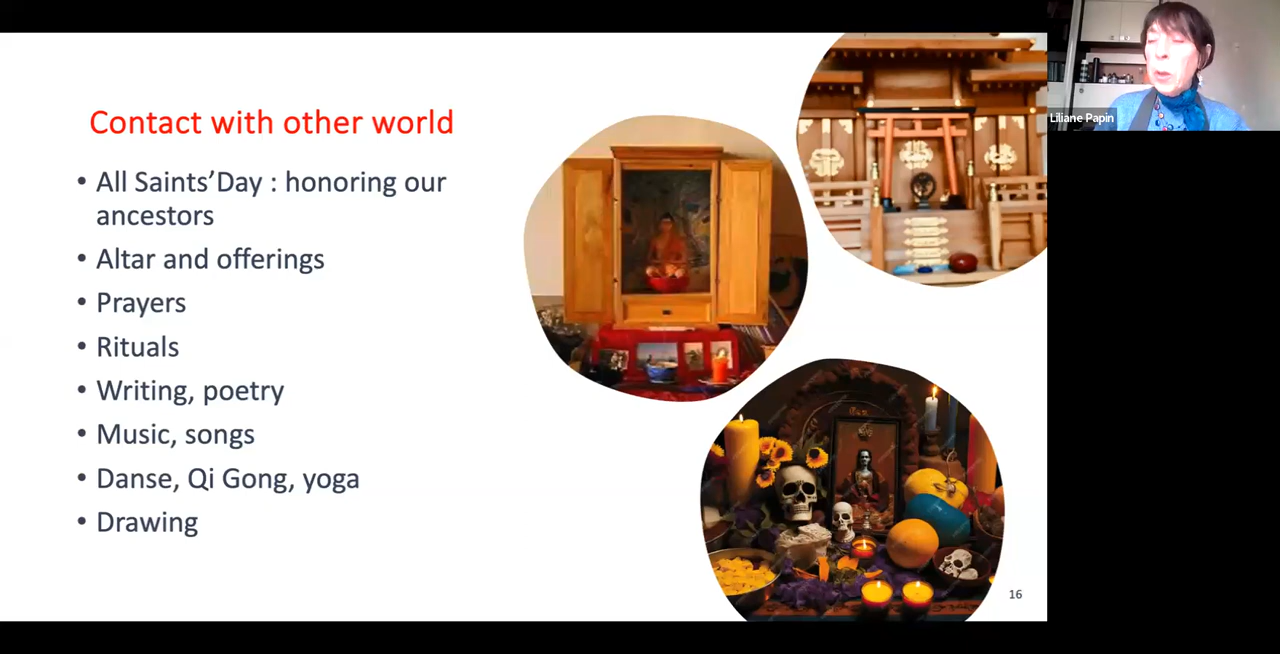 Contact with other world
• All Saints’Day : honoring our
ancestors
• Altar and offerings
• Prayers
• Rituals
• Writing, poetry
• Music, songs
• Danse, Qi Gong, yoga
• Drawing
16
Liliane Papin